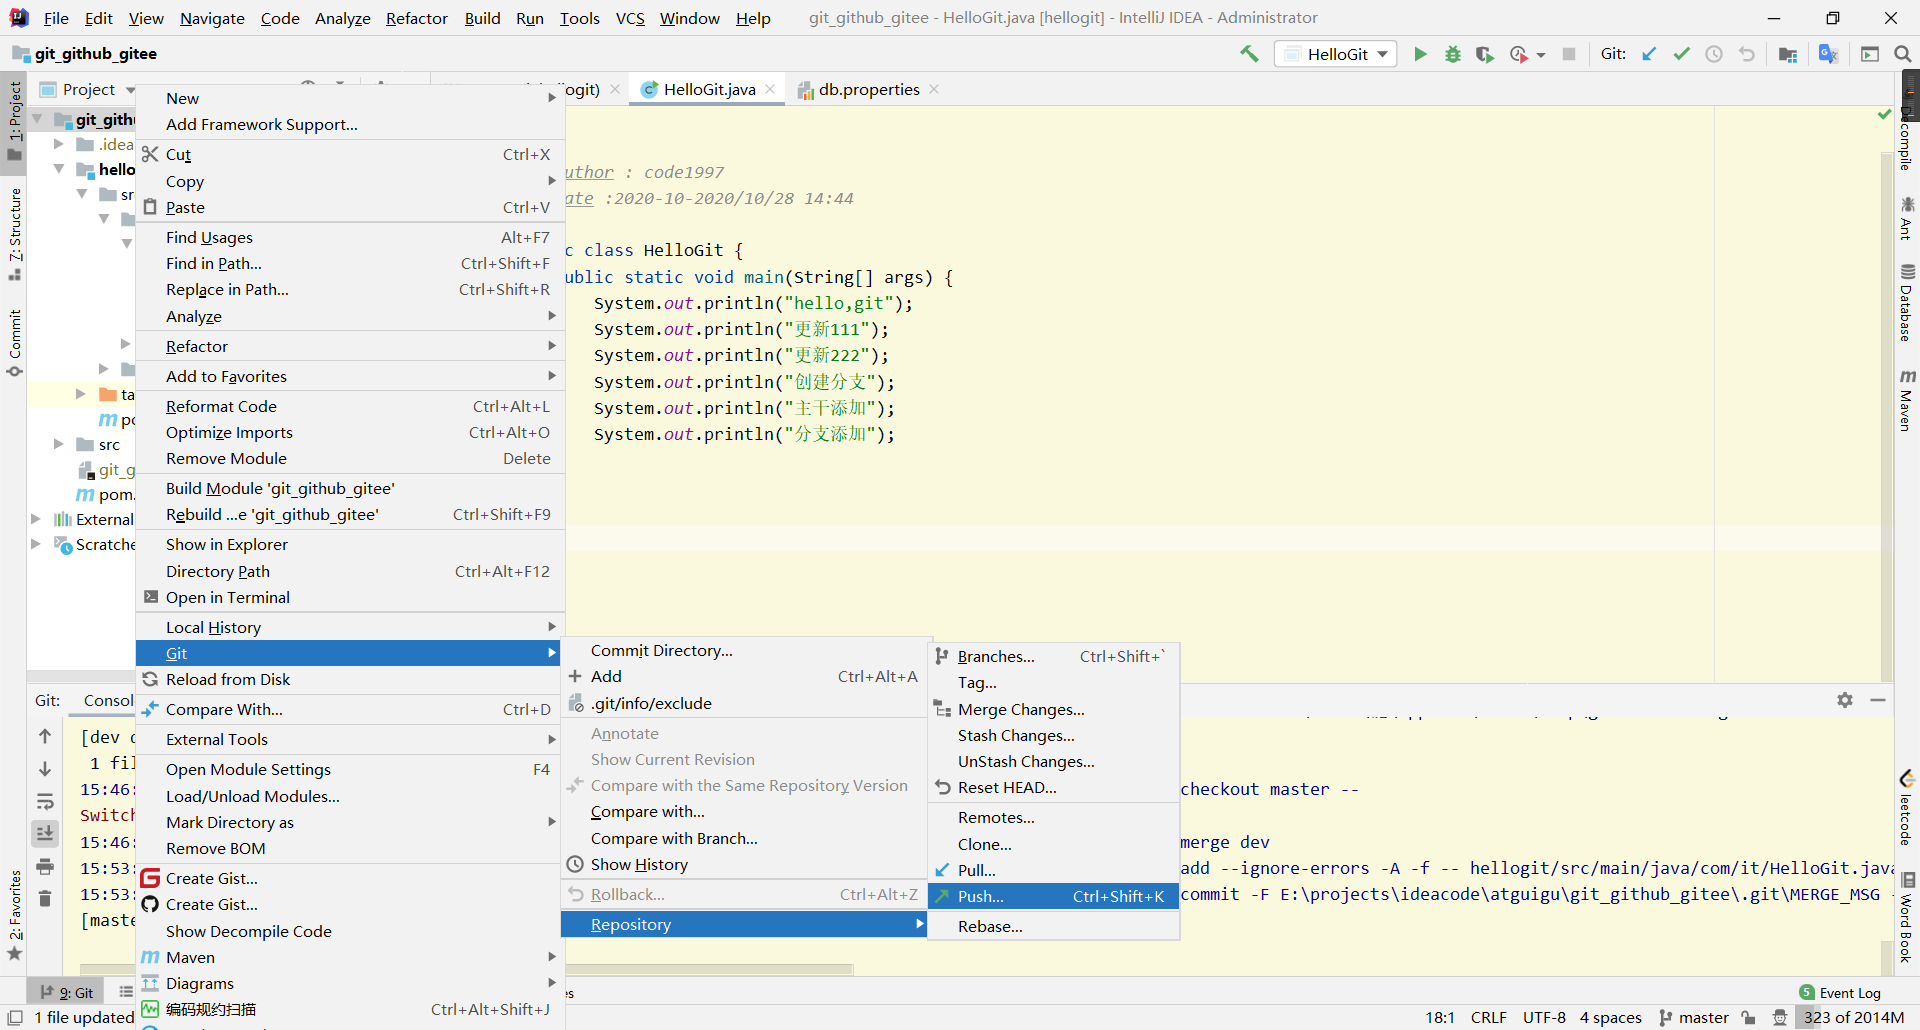 File Edit View Navigate Code Analyze Refactor Build Run Tools VCS Window Help git_github_gitee - HelloGit.java [hellogit] - IntelliJ IDEA - Administrator
git_github_gitee HelloGit Git:
Project ogit) HelloGit.java db.properties
1: Project
7: Structure
Commit
2: Favorites
git_gith
.idea
hello
sr
ta
po
src
git_g
pom.
External
Scratche
New
Add Framework Support...
Cut Ctrl+X
Copy
Paste Ctrl+V
Find Usages Alt+F7
Find in Path... Ctrl+Shift+F
Replace in Path... Ctrl+Shift+R
Analyze
Refactor
Add to Favorites
Reformat Code Ctrl+Alt+L
Optimize Imports Ctrl+Alt+O
Remove Module Delete
Build Module 'git_github_gitee'
Rebuild ...e 'git_github_gitee' Ctrl+Shift+F9
Show in Explorer
Directory Path Ctrl+Alt+F12
Open in Terminal
Local History
Git
Reload from Disk
Compare With... Ctrl+D
External Tools
Open Module Settings F4
Load/Unload Modules...
Mark Directory as
Remove BOM
Create Gist...
Create Gist...
Show Decompile Code
Maven
Diagrams
编码规约扫描 Ctrl+Alt+Shift+J
uthor : code1997
ate :2020-10-2020/10/28 14:44
c class HelloGit {
ublic static void main(String[] args) {
System.out.println("hello,git");
System.out.println("更新111");
System.out.println("更新222");
System.out.println("创建分支");
System.out.println("主干添加");
System.out.println("分支添加");
Commit Directory...
Add Ctrl+Alt+A
.git/info/exclude
Annotate
Show Current Revision
Compare with the Same Repository Version
Compare with...
Compare with Branch...
Show History
Rollback... Ctrl+Alt+Z
Repository
Branches... Ctrl+Shift+`
Tag...
Merge Changes...
Stash Changes...
UnStash Changes...
Reset HEAD...
Remotes...
Clone...
Pull...
Push... Ctrl+Shift+K
Rebase...
Git: Consol
[dev
1 fil
15:46: checkout master --
Switch
15:46: merge dev
15:53: add --ignore-errors -A -f -- hellogit/src/main/java/com/it/HelloGit.java
15:53: commit -F E:\projects\ideacode\atguigu\git_github_gitee\.git\MERGE_MSG
[maste
Decompile
Ant
Database
Maven
leetcode
Word Book
9: Git es 5 Event Log
1 file updated 18:1 CRLF UTF-8 4 spaces master 323 of 2014M